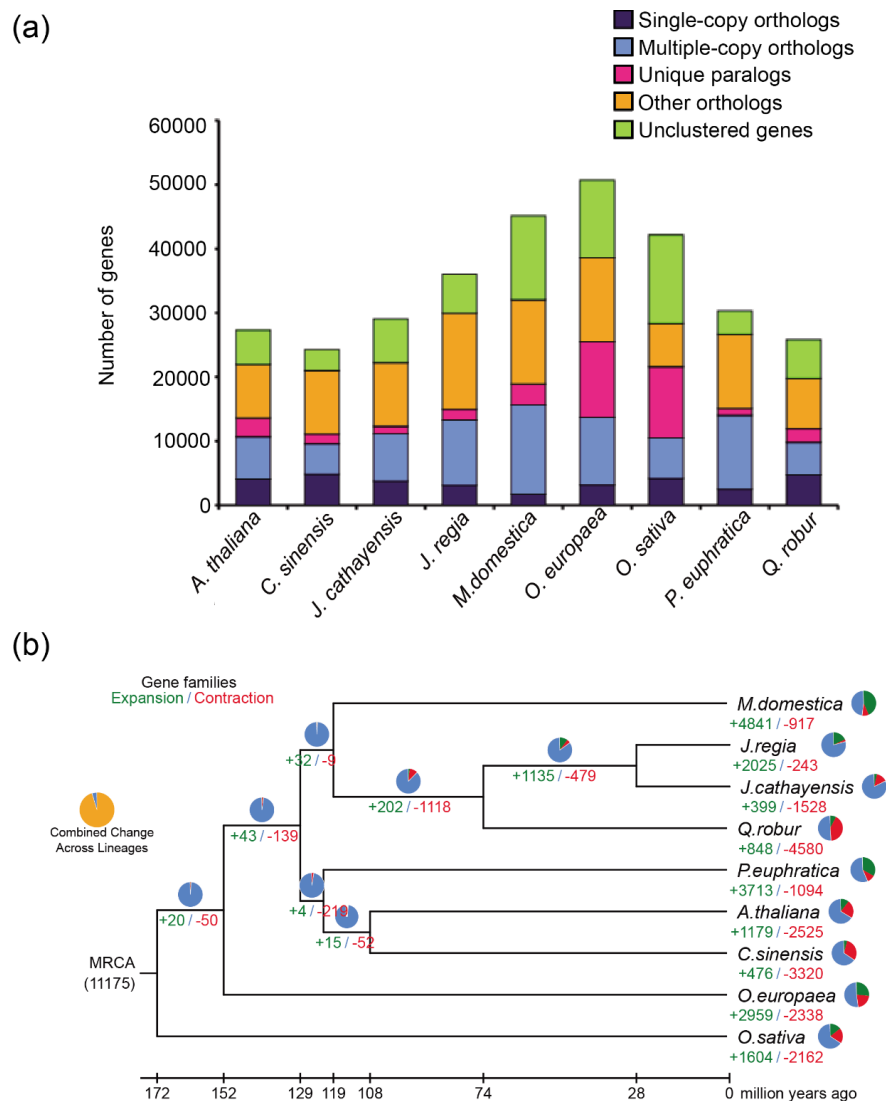 (a)
Single-copy orthologs
Multiple-copy orthologs
Unique paralogs
Other orthologs
Unclustered genes
Number of genes
60000
50000
40000
30000
20000
10000
0
A. thaliana
C. sinensis
J. cathayensis
J. regia
M.domestica
O. europaea
O. sativa
P. euphratica
Q. robur
(b)
Gene families
Expansion / Contraction
Combined Change
Across Lineages
MRCA
(11175)
+20 / -50
+43 / -139
+32 / -9
+202 / -1118
+1135 / -479
+4 / -219
+15 / -52
M.domestica
+4841 / -917
J.regia
+2025 / -243
J.cathayensis
+399 / -1528
Q.robur
+848 / -4580
P.euphratica
+3713 / -1094
A.thaliana
+1179 / -2525
C.sinensis
+476 / -3320
O.europaea
+2959 / -2338
O.sativa
+1604 / -2162
172 152 129 119 108 74 28 0 million years ago